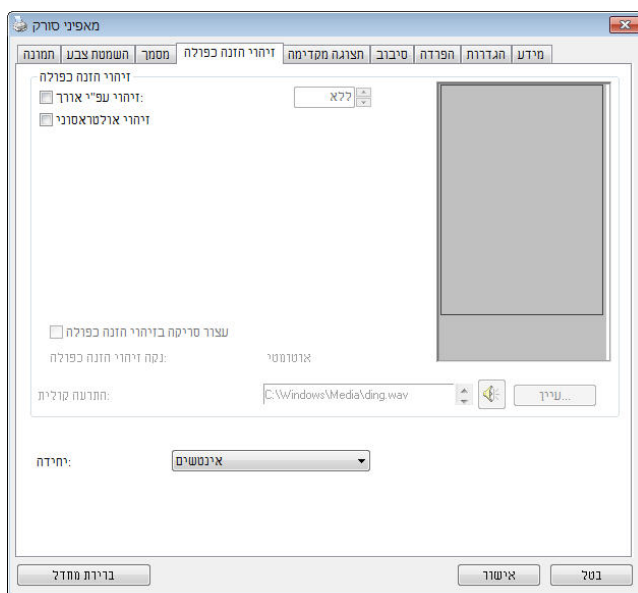 מאפיני סורק
תמונה השמטת צבע מסמך זיהוי הזנה כפולה תצוגה מקדימה סיבוב הפרדה הגדרות מידע
זיהוי הזנה כפולה
זיהוי עפ"י אורך: ללא
זיהוי אולטראסוני
עצור סריקה בזיהוי הזנה כפולה
נקה זיהוי הזנה כפולה: אוטומטי
התרעה קולית: C:\Windows\Media\ding.wav עיין...
יחידה: אינטשים
ברירת מחדל אישור בטל